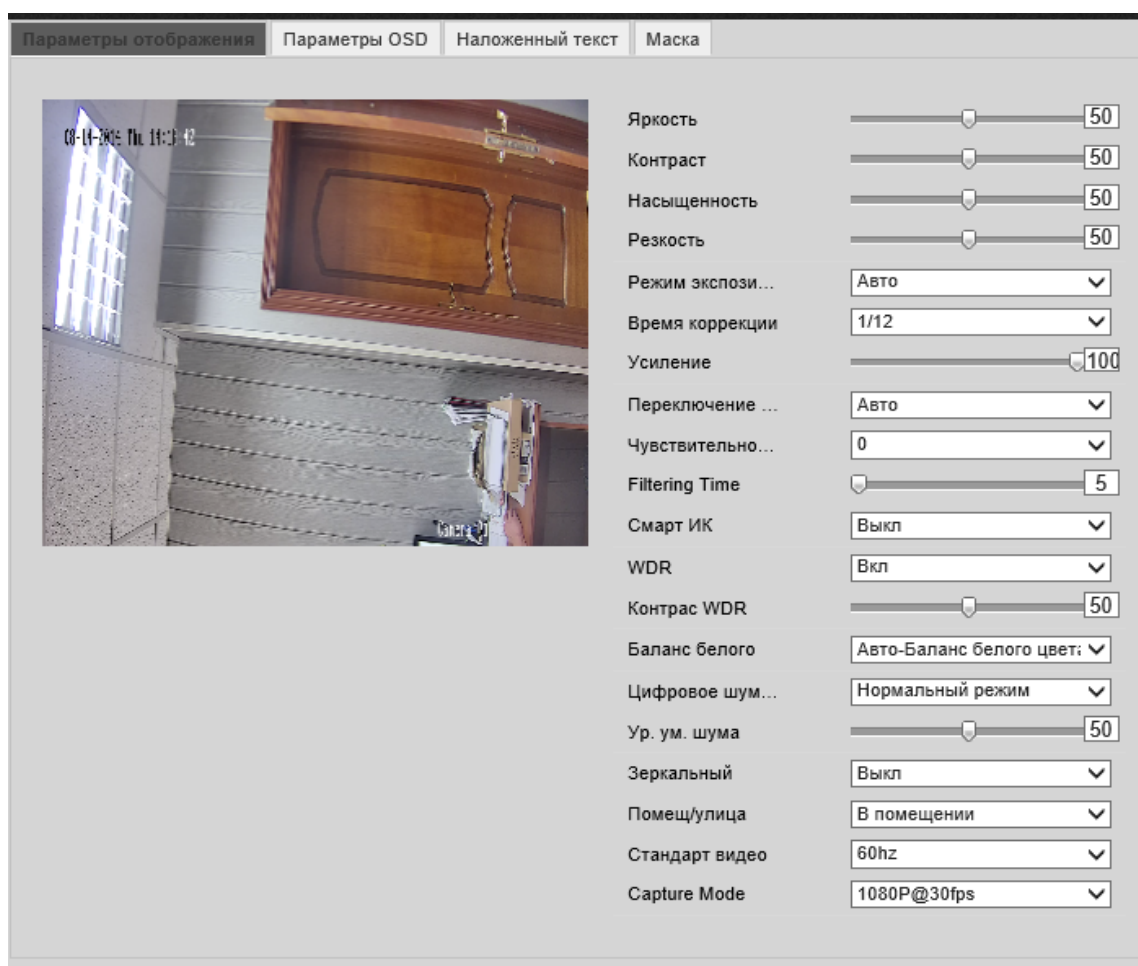 Параметры отображения
Параметры OSD
Наложенный текст
Маска
Яркость 50
Контраст 50
Насыщенность 50
Резкость 50
Режим экспози...
Авто
Время коррекции
1/12
Усиление 100
Переключение ...
Авто
Чувствительно...
0
Filtering Time 5
Смарт ИК
Выкл
WDR
Вкл
Контрас WDR 50
Баланс белого
Авто-Баланс белого цвета
Цифровое шум...
Нормальный режим
Ур. ум. шума 50
Зеркальный
Выкл
Помещ/улица
В помещении
Стандарт видео
60hz
Capture Mode
1080P@30fps